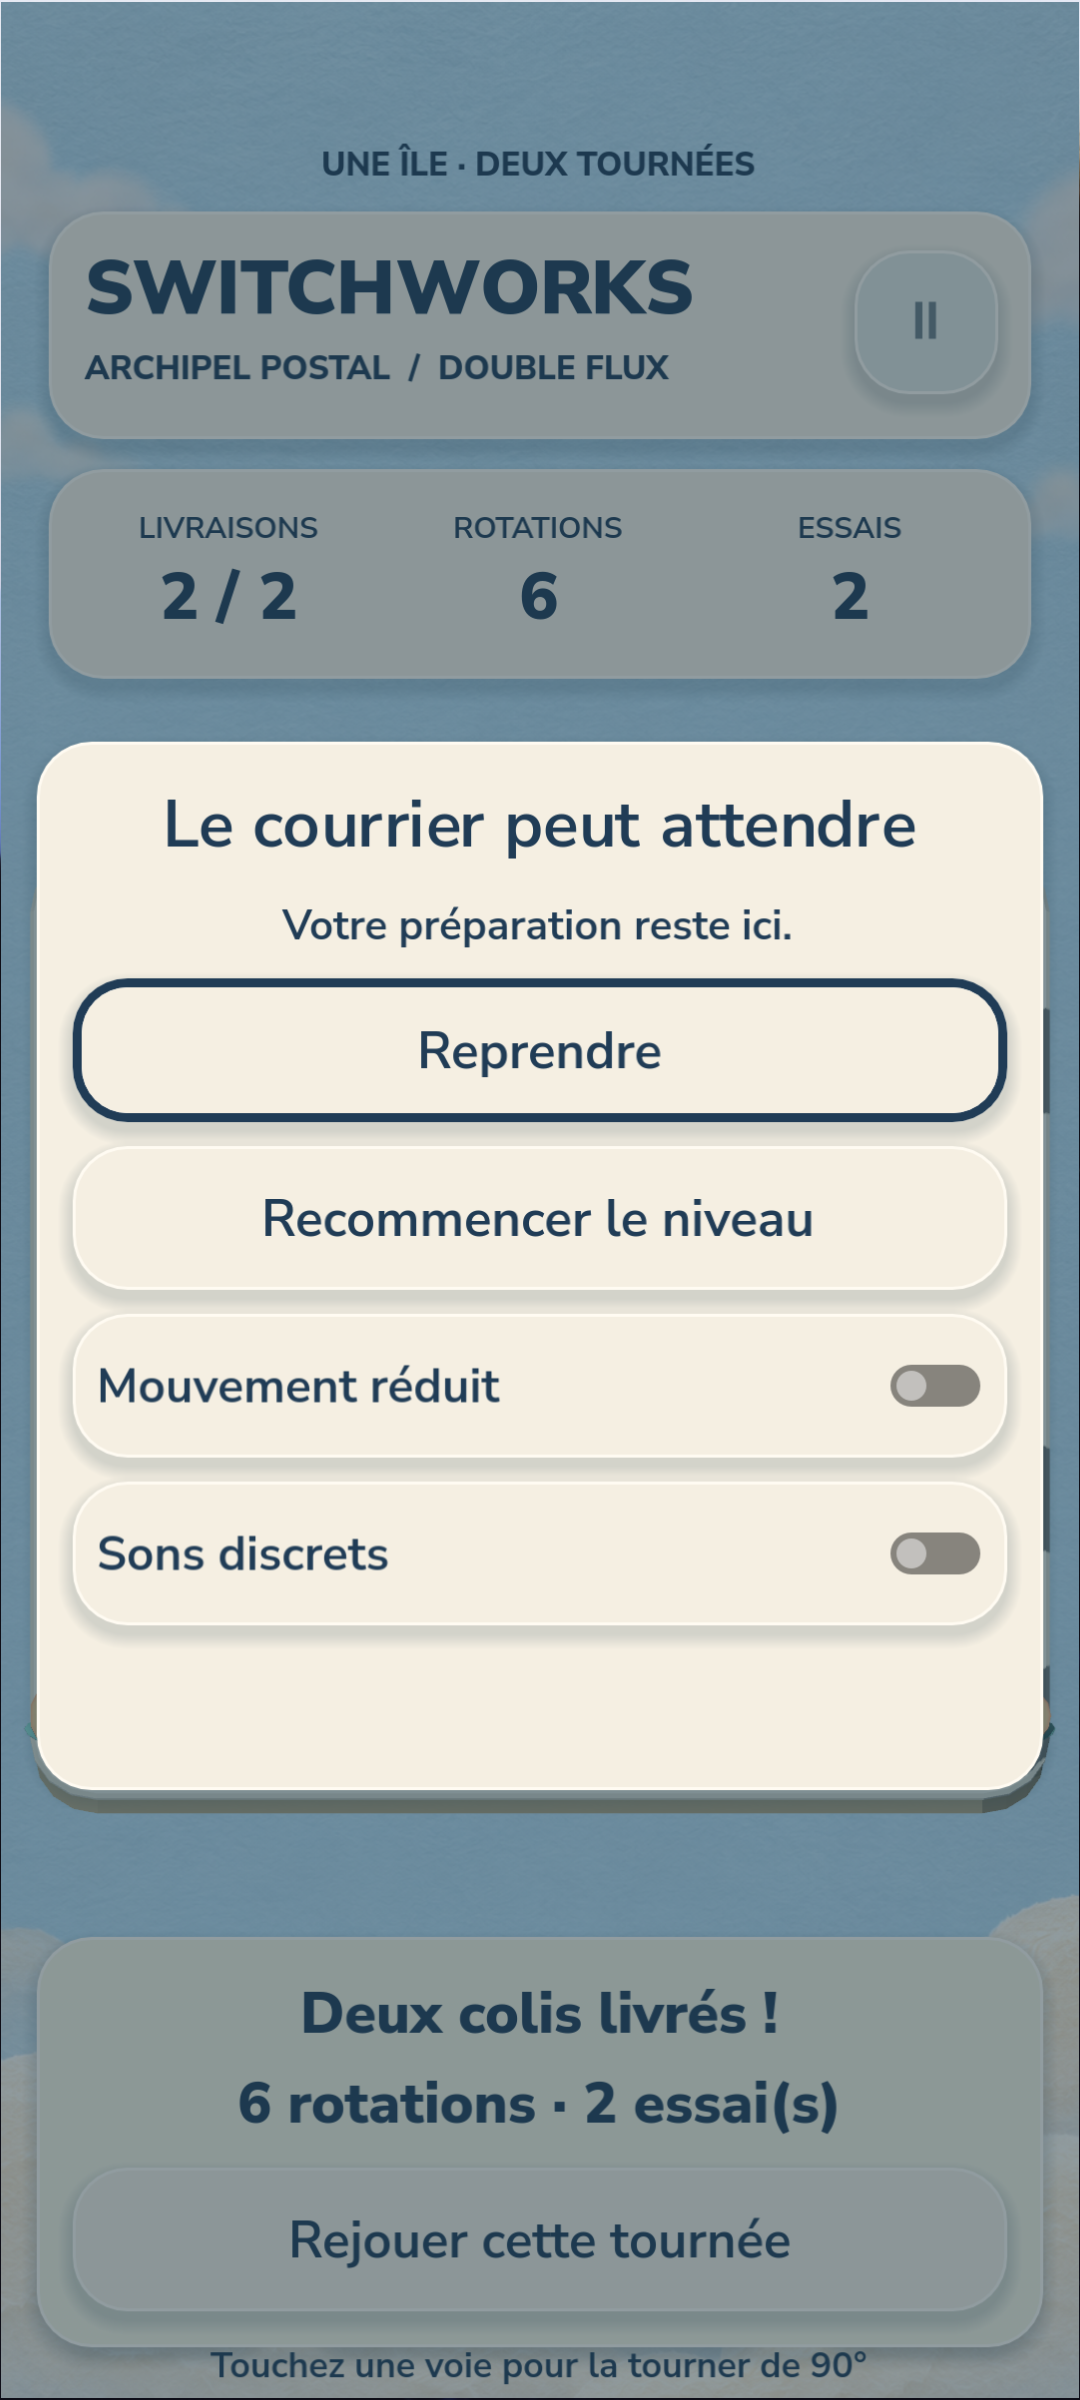 UNE ÎLE · DEUX TOURNÉES
SWITCHWORKS
ARCHIPEL POSTAL / DOUBLE FLUX
LIVRAISONS ROTATIONS ESSAIS
2 / 2 6 2
Le courrier peut attendre
Votre préparation reste ici.
Reprendre
Recommencer le niveau
Mouvement réduit
Sons discrets
Deux colis livrés !
6 rotations · 2 essai(s)
Rejouer cette tournée
Touchez une voie pour la tourner de 90°